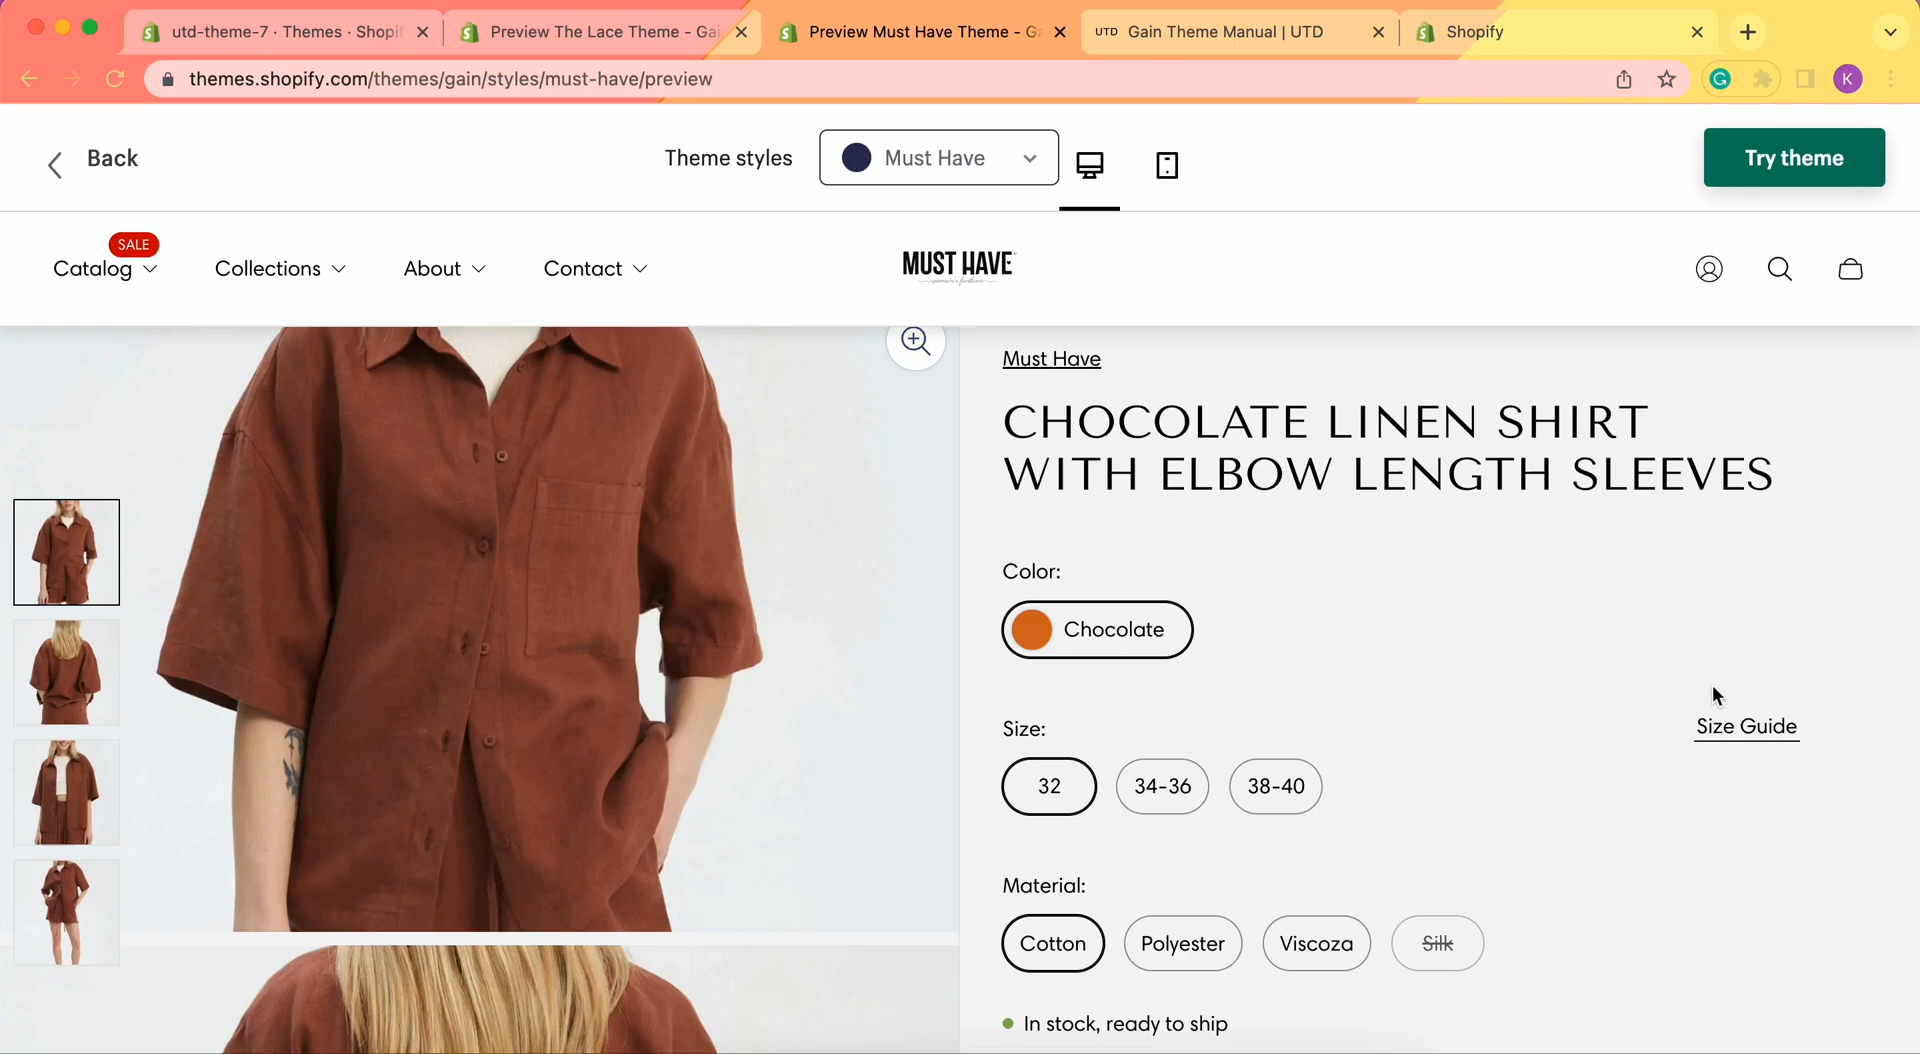 utd-theme-7 · Themes · Shopif
Preview The Lace Theme - Gai
Preview Must Have Theme - Ga
UTD Gain Theme Manual | UTD
Shopify
themes.shopify.com/themes/gain/styles/must-have/preview
K
Back
Theme styles
Must Have
Try theme
SALE
Catalog
Collections
About
Contact
MUST HAVE
Must Have
CHOCOLATE LINEN SHIRT
WITH ELBOW LENGTH SLEEVES
Color:
Chocolate
Size:
Size Guide
32 34-36 38-40
Material:
Cotton Polyester Viscoza Silk
In stock, ready to ship